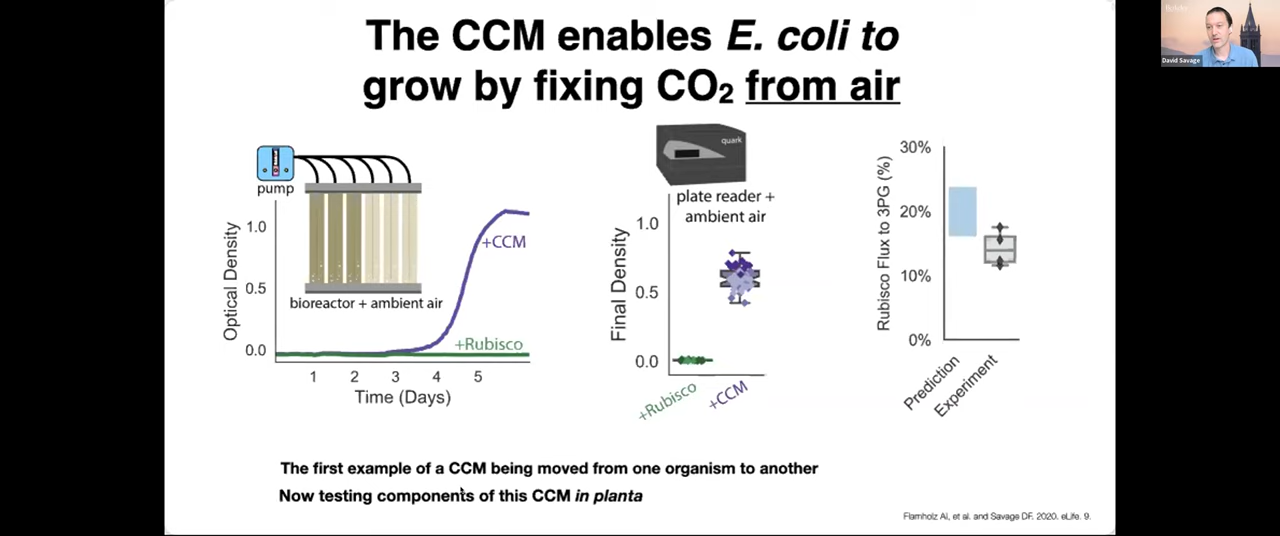 The CCM enables E. coli to
grow by fixing CO₂ from air
David Savage
pump
bioreactor + ambient air
Optical Density
1.0
0.5
0.0
+CCM
+Rubisco
1 2 3 4 5
Time (Days)
quark
plate reader +
ambient air
Final Density
1.0
0.5
0.0
+Rubisco
+CCM
Rubisco Flux to 3PG (%)
30%
20%
10%
0%
Prediction
Experiment
The first example of a CCM being moved from one organism to another
Now testing components of this CCM in planta
Flamholz AI, et al. and Savage DF. 2020. eLife. 9.